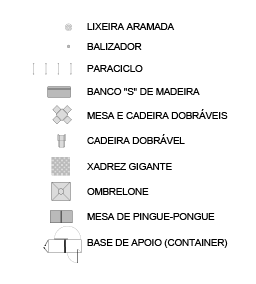 LIXEIRA ARAMADA
BALIZADOR
PARACICLO
BANCO "S" DE MADEIRA
MESA E CADEIRA DOBRÁVEIS
CADEIRA DOBRÁVEL
XADREZ GIGANTE
OMBRELONE
MESA DE PINGUE-PONGUE
BASE DE APOIO (CONTAINER)